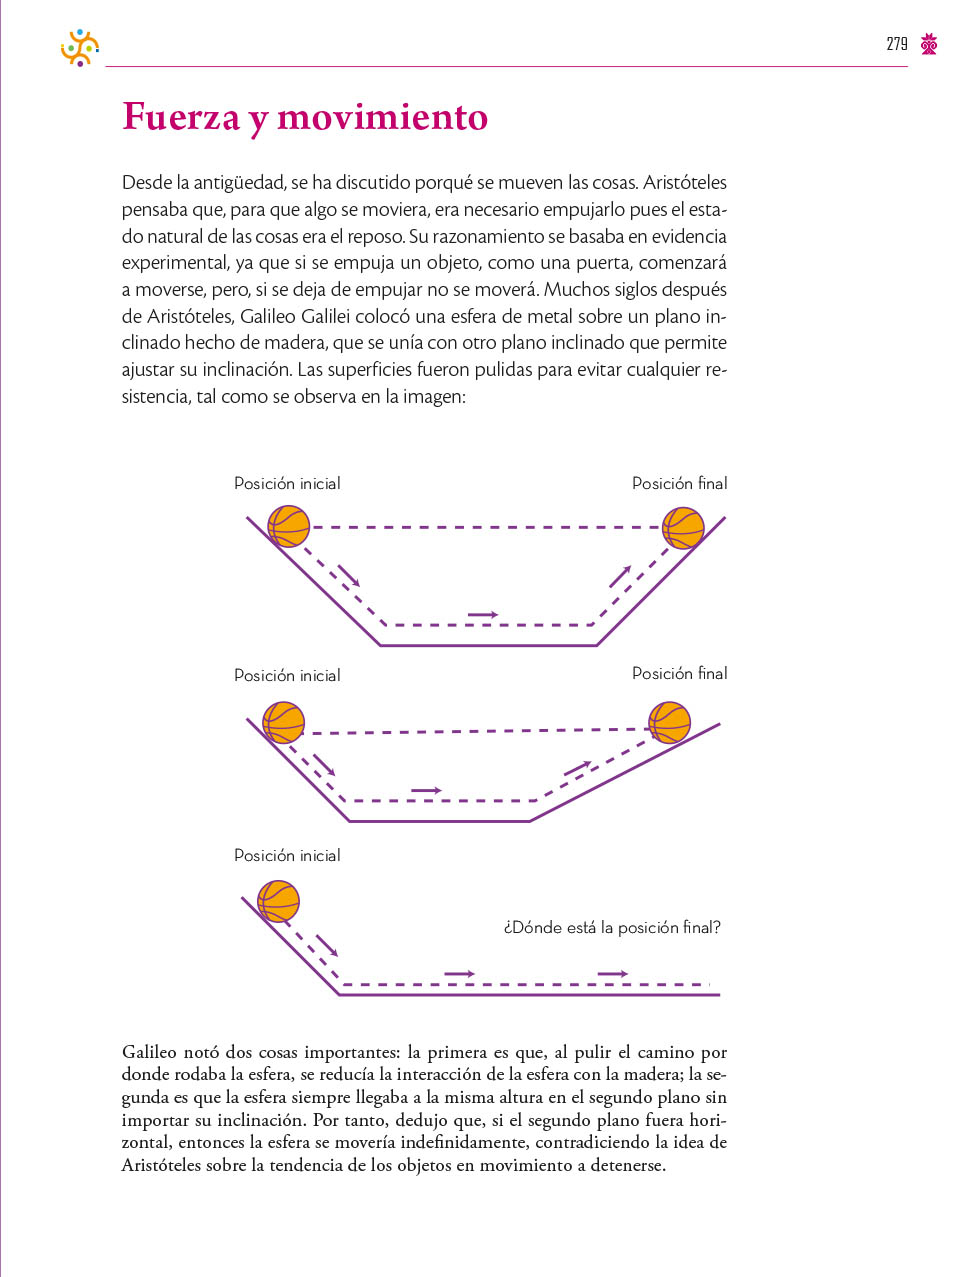 279
Fuerza y movimiento
Desde la antigüedad, se ha discutido porqué se mueven las cosas. Aristóteles
pensaba que, para que algo se moviera, era necesario empujarlo pues el esta-
do natural de las cosas era el reposo. Su razonamiento se basaba en evidencia
experimental, ya que si se empuja un objeto, como una puerta, comenzará
a moverse, pero, si se deja de empujar no se moverá. Muchos siglos después
de Aristóteles, Galileo Galilei colocó una esfera de metal sobre un plano in-
clinado hecho de madera, que se unía con otro plano inclinado que permite
ajustar su inclinación. Las superficies fueron pulidas para evitar cualquier re-
sistencia, tal como se observa en la imagen:
Posición inicial
Posición final
Posición inicial
Posición final
Posición inicial
¿Dónde está la posición final?
Galileo notó dos cosas importantes: la primera es que, al pulir el camino por
donde rodaba la esfera, se reducía la interacción de la esfera con la madera; la se-
gunda es que la esfera siempre llegaba a la misma altura en el segundo plano sin
importar su inclinación. Por tanto, dedujo que, si el segundo plano fuera hori-
zontal, entonces la esfera se movería indefinidamente, contradiciendo la idea de
Aristóteles sobre la tendencia de los objetos en movimiento a detenerse.